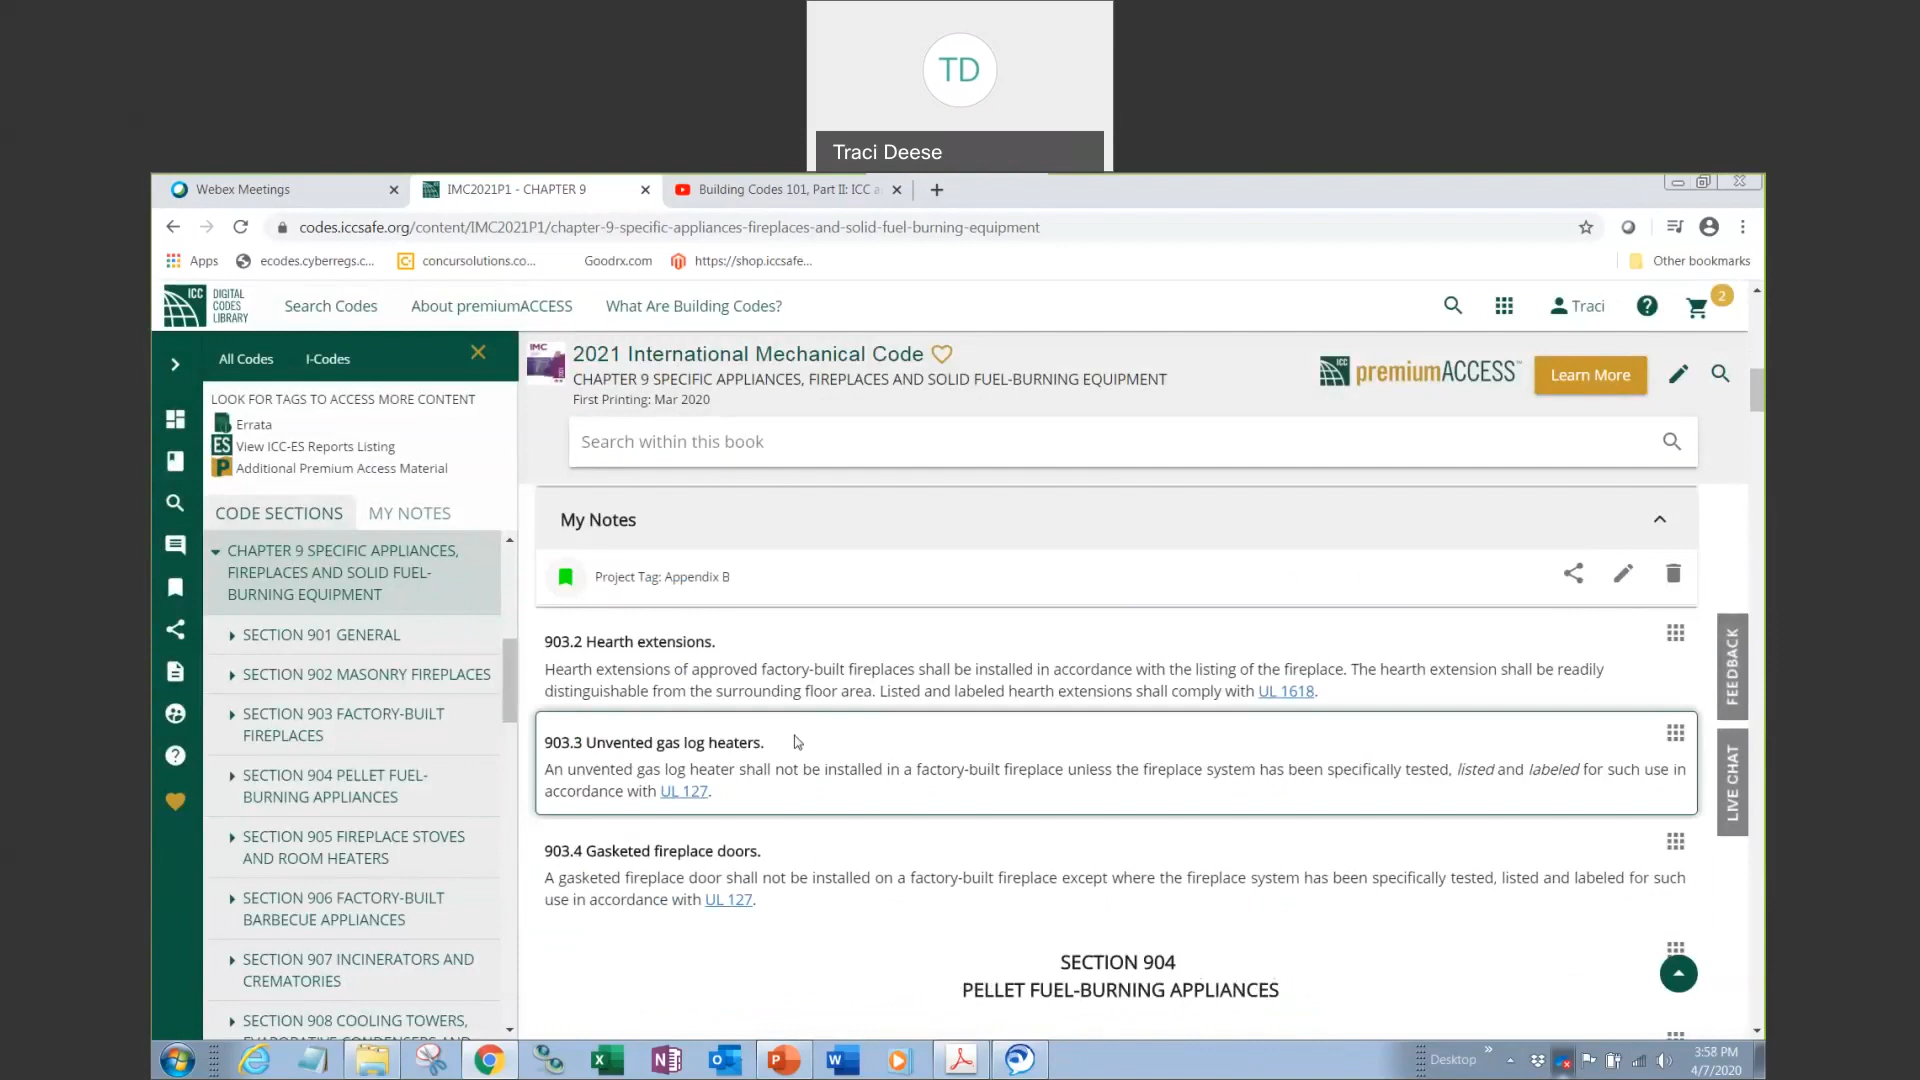 TD
Traci Deese
Webex Meetings
IMC2021P1 - CHAPTER 9
Building Codes 101, Part II: ICC a
codes.iccsafe.org/content/IMC2021P1/chapter-9-specific-appliances-fireplaces-and-solid-fuel-burning-equipment
Apps
ecodes.cyberregs.c...
concursolutions.co...
Goodrx.com
https://shop.iccsafe...
Other bookmarks
ICC
DIGITAL
CODES
LIBRARY
Search Codes
About premiumACCESS
What Are Building Codes?
Traci
2
All Codes
I-Codes
LOOK FOR TAGS TO ACCESS MORE CONTENT
Errata
ES View ICC-ES Reports Listing
P Additional Premium Access Material
CODE SECTIONS
MY NOTES
CHAPTER 9 SPECIFIC APPLIANCES,
FIREPLACES AND SOLID FUEL-
BURNING EQUIPMENT
SECTION 901 GENERAL
SECTION 902 MASONRY FIREPLACES
SECTION 903 FACTORY-BUILT
FIREPLACES
SECTION 904 PELLET FUEL-
BURNING APPLIANCES
SECTION 905 FIREPLACE STOVES
AND ROOM HEATERS
SECTION 906 FACTORY-BUILT
BARBECUE APPLIANCES
SECTION 907 INCINERATORS AND
CREMATORIES
SECTION 908 COOLING TOWERS,
EVAPORATIVE CONDENSERS AND
IMC
2021 International Mechanical Code
CHAPTER 9 SPECIFIC APPLIANCES, FIREPLACES AND SOLID FUEL-BURNING EQUIPMENT
First Printing: Mar 2020
ICC premiumACCESS™
Learn More
Search within this book
My Notes
Project Tag: Appendix B
903.2 Hearth extensions.
Hearth extensions of approved factory-built fireplaces shall be installed in accordance with the listing of the fireplace. The hearth extension shall be readily
distinguishable from the surrounding floor area. Listed and labeled hearth extensions shall comply with UL 1618.
903.3 Unvented gas log heaters.
An unvented gas log heater shall not be installed in a factory-built fireplace unless the fireplace system has been specifically tested, listed and labeled for such use in
accordance with UL 127.
903.4 Gasketed fireplace doors.
A gasketed fireplace door shall not be installed on a factory-built fireplace except where the fireplace system has been specifically tested, listed and labeled for such
use in accordance with UL 127.
SECTION 904
PELLET FUEL-BURNING APPLIANCES
FEEDBACK
LIVE CHAT
Desktop
3:58 PM
4/7/2020